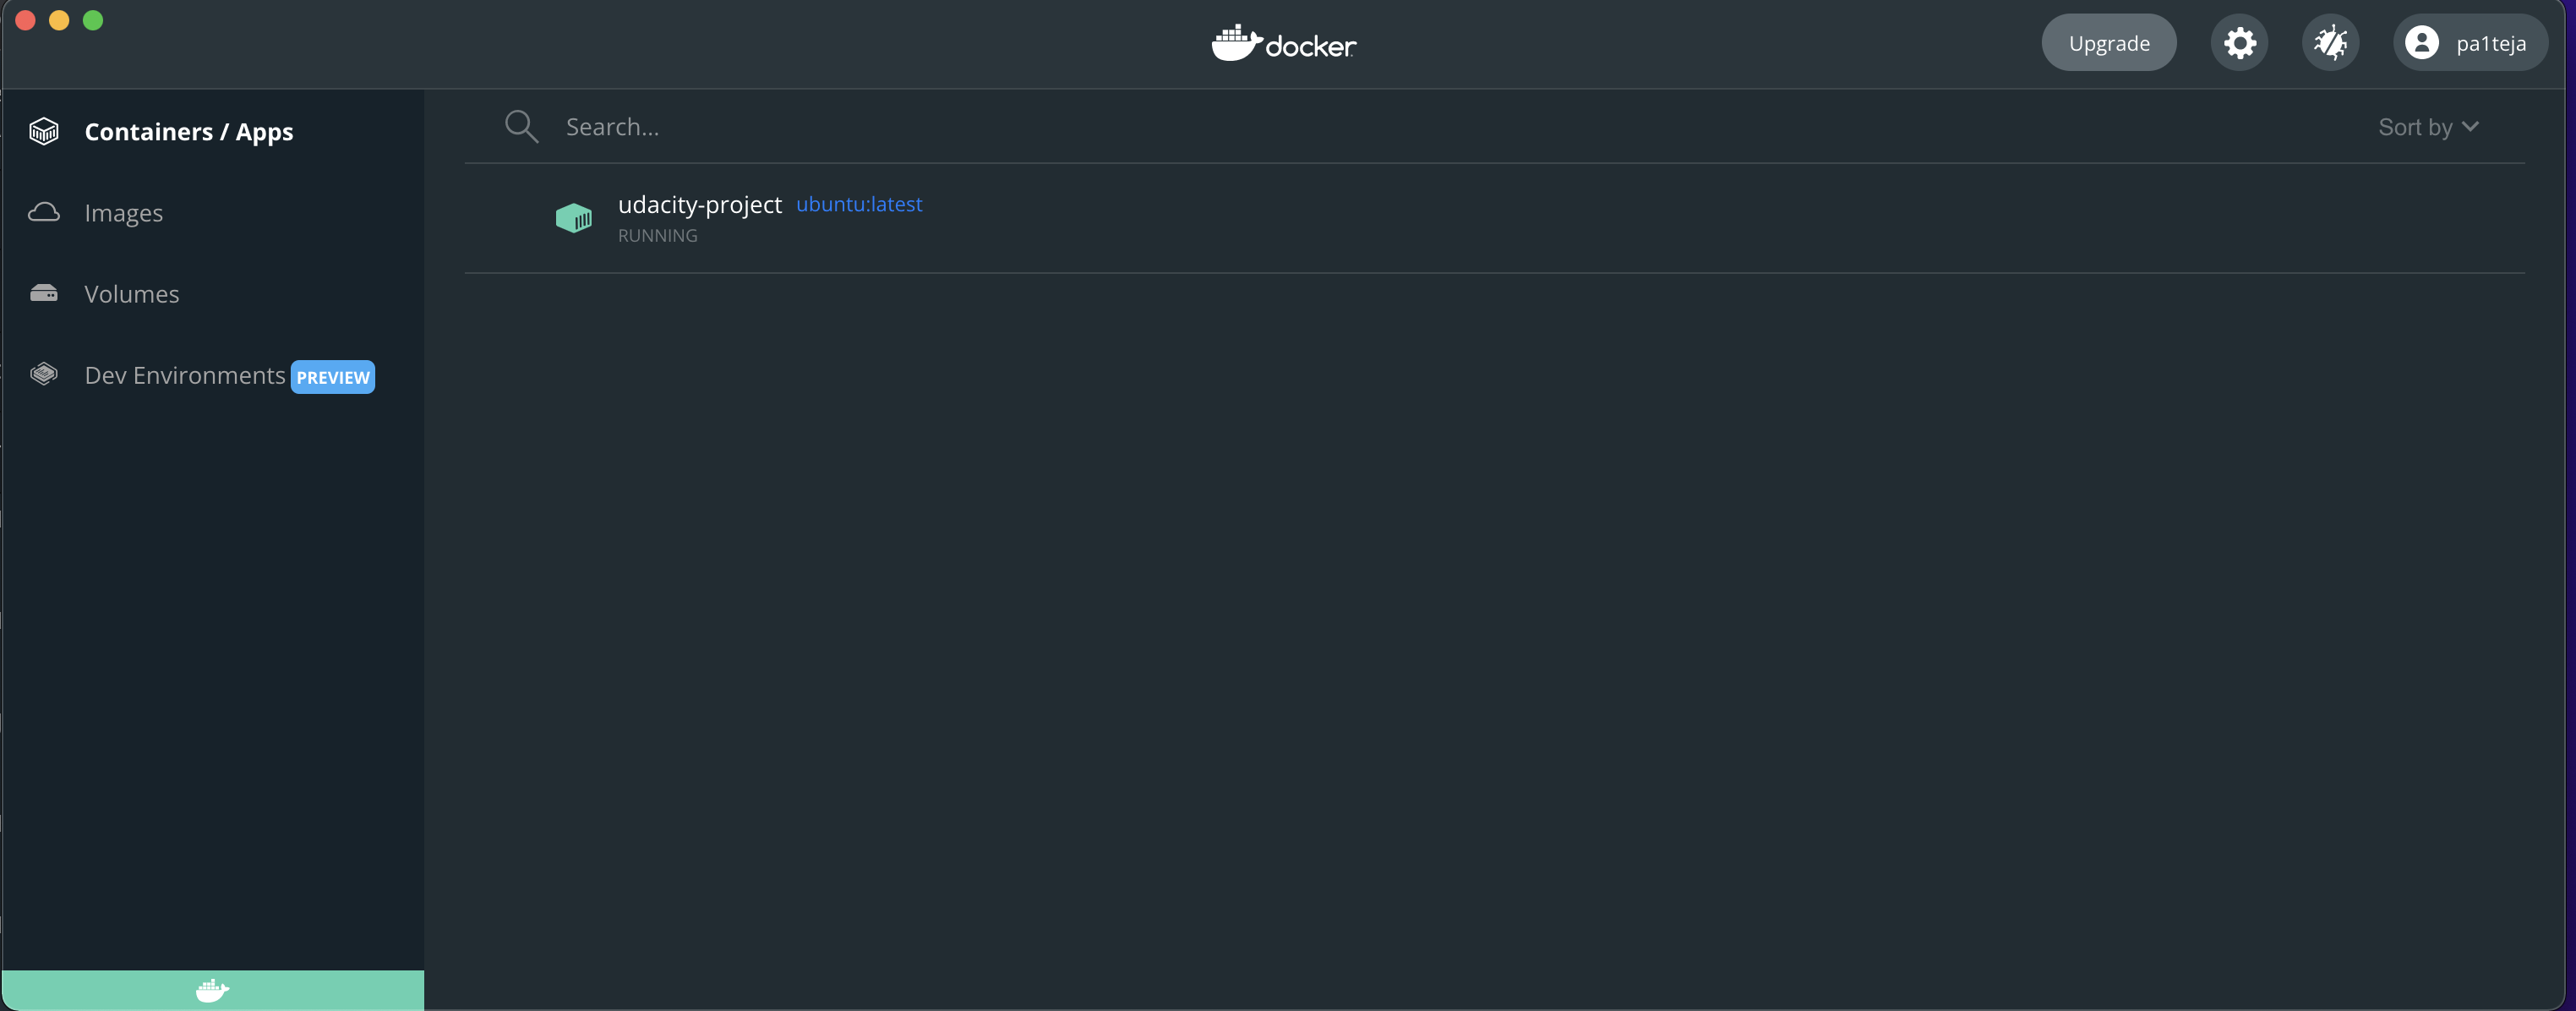 docker
Upgrade
pa1teja
Containers / Apps
Images
Volumes
Dev Environments PREVIEW
Search...
Sort by
udacity-project ubuntu:latest
RUNNING